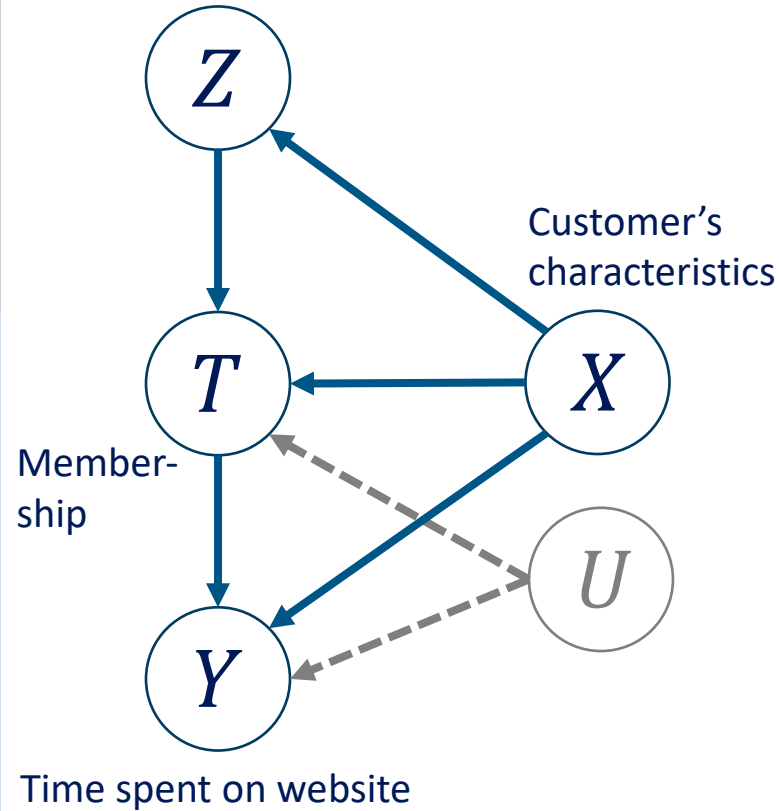 Z
Customer’s
characteristics
T
X
Member-
ship
U
Y
Time spent on website